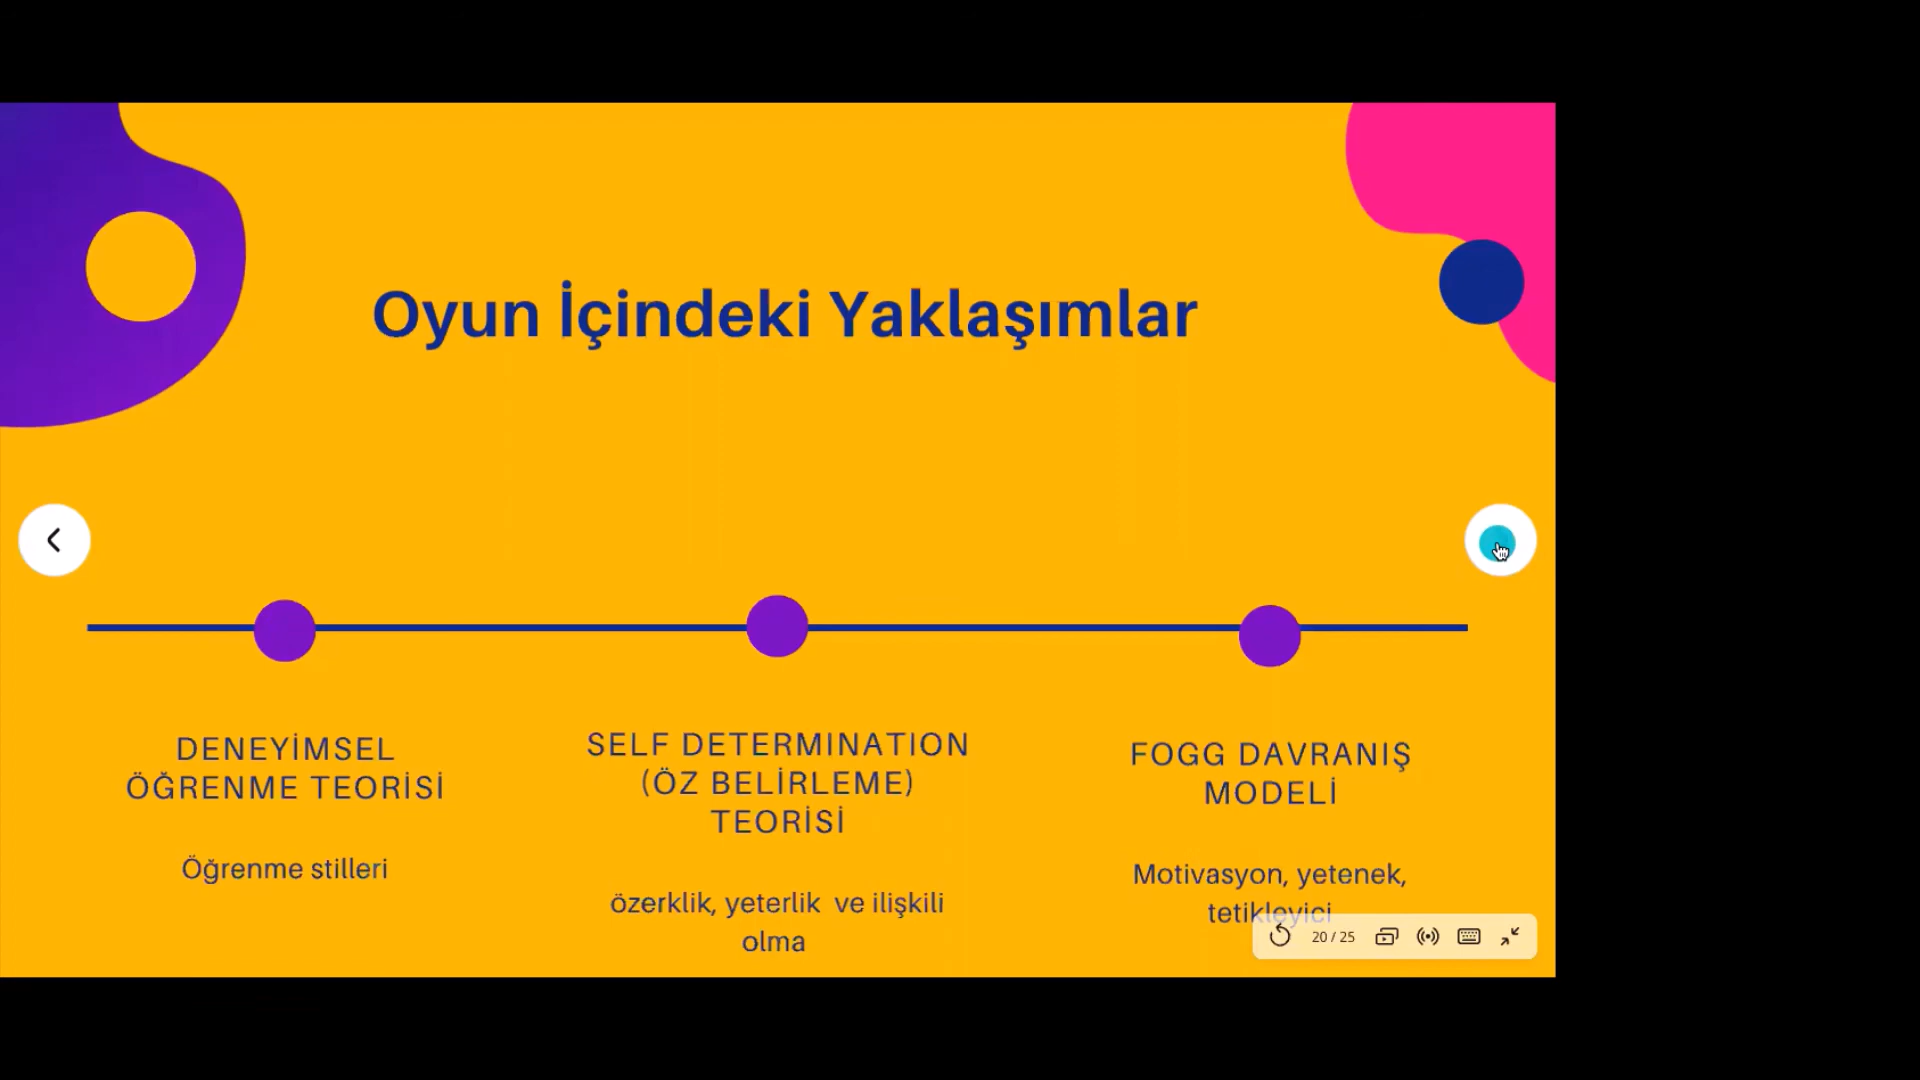 Oyun İçindeki Yaklaşımlar
DENEYİMSEL
ÖĞRENME TEORİSİ
Öğrenme stilleri
SELF DETERMINATION
(ÖZ BELİRLEME)
TEORİSİ
özerklik, yeterlik ve ilişkili
olma
FOGG DAVRANIŞ
MODELİ
Motivasyon, yetenek,
tetikleyici
20 / 25